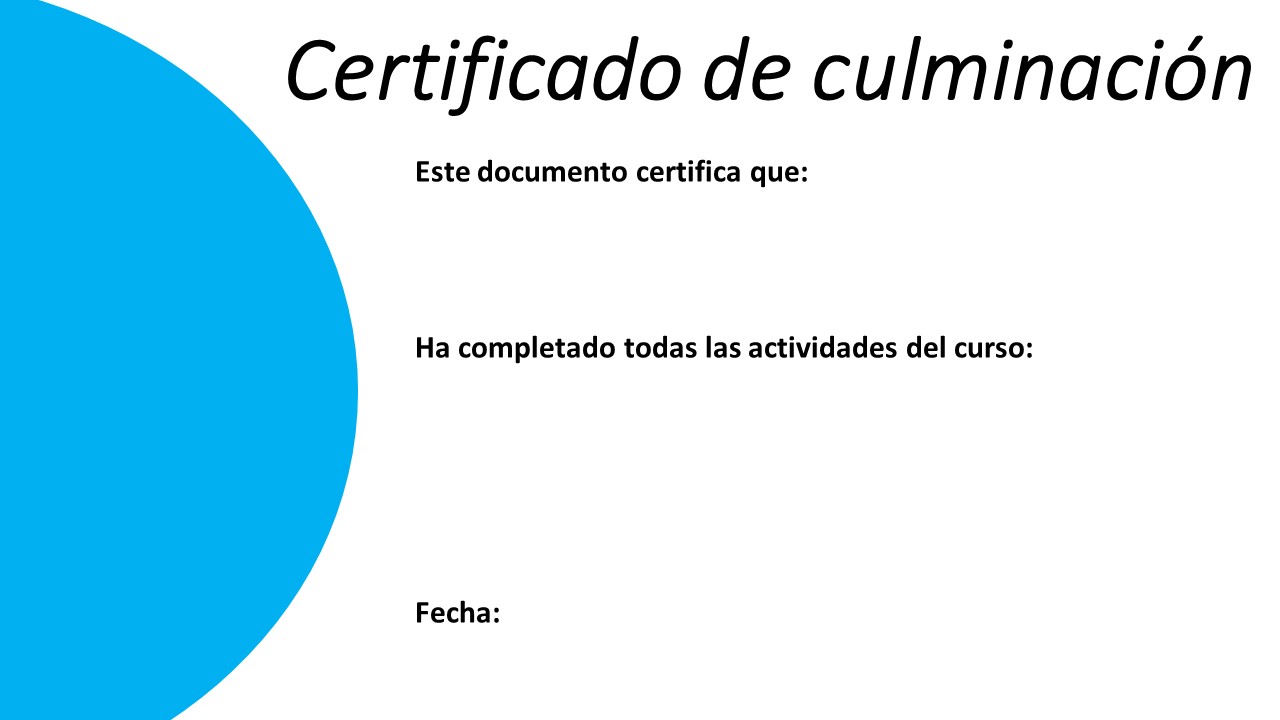 Certificado de culminación
Este documento certifica que:
Ha completado todas las actividades del curso:
Fecha: